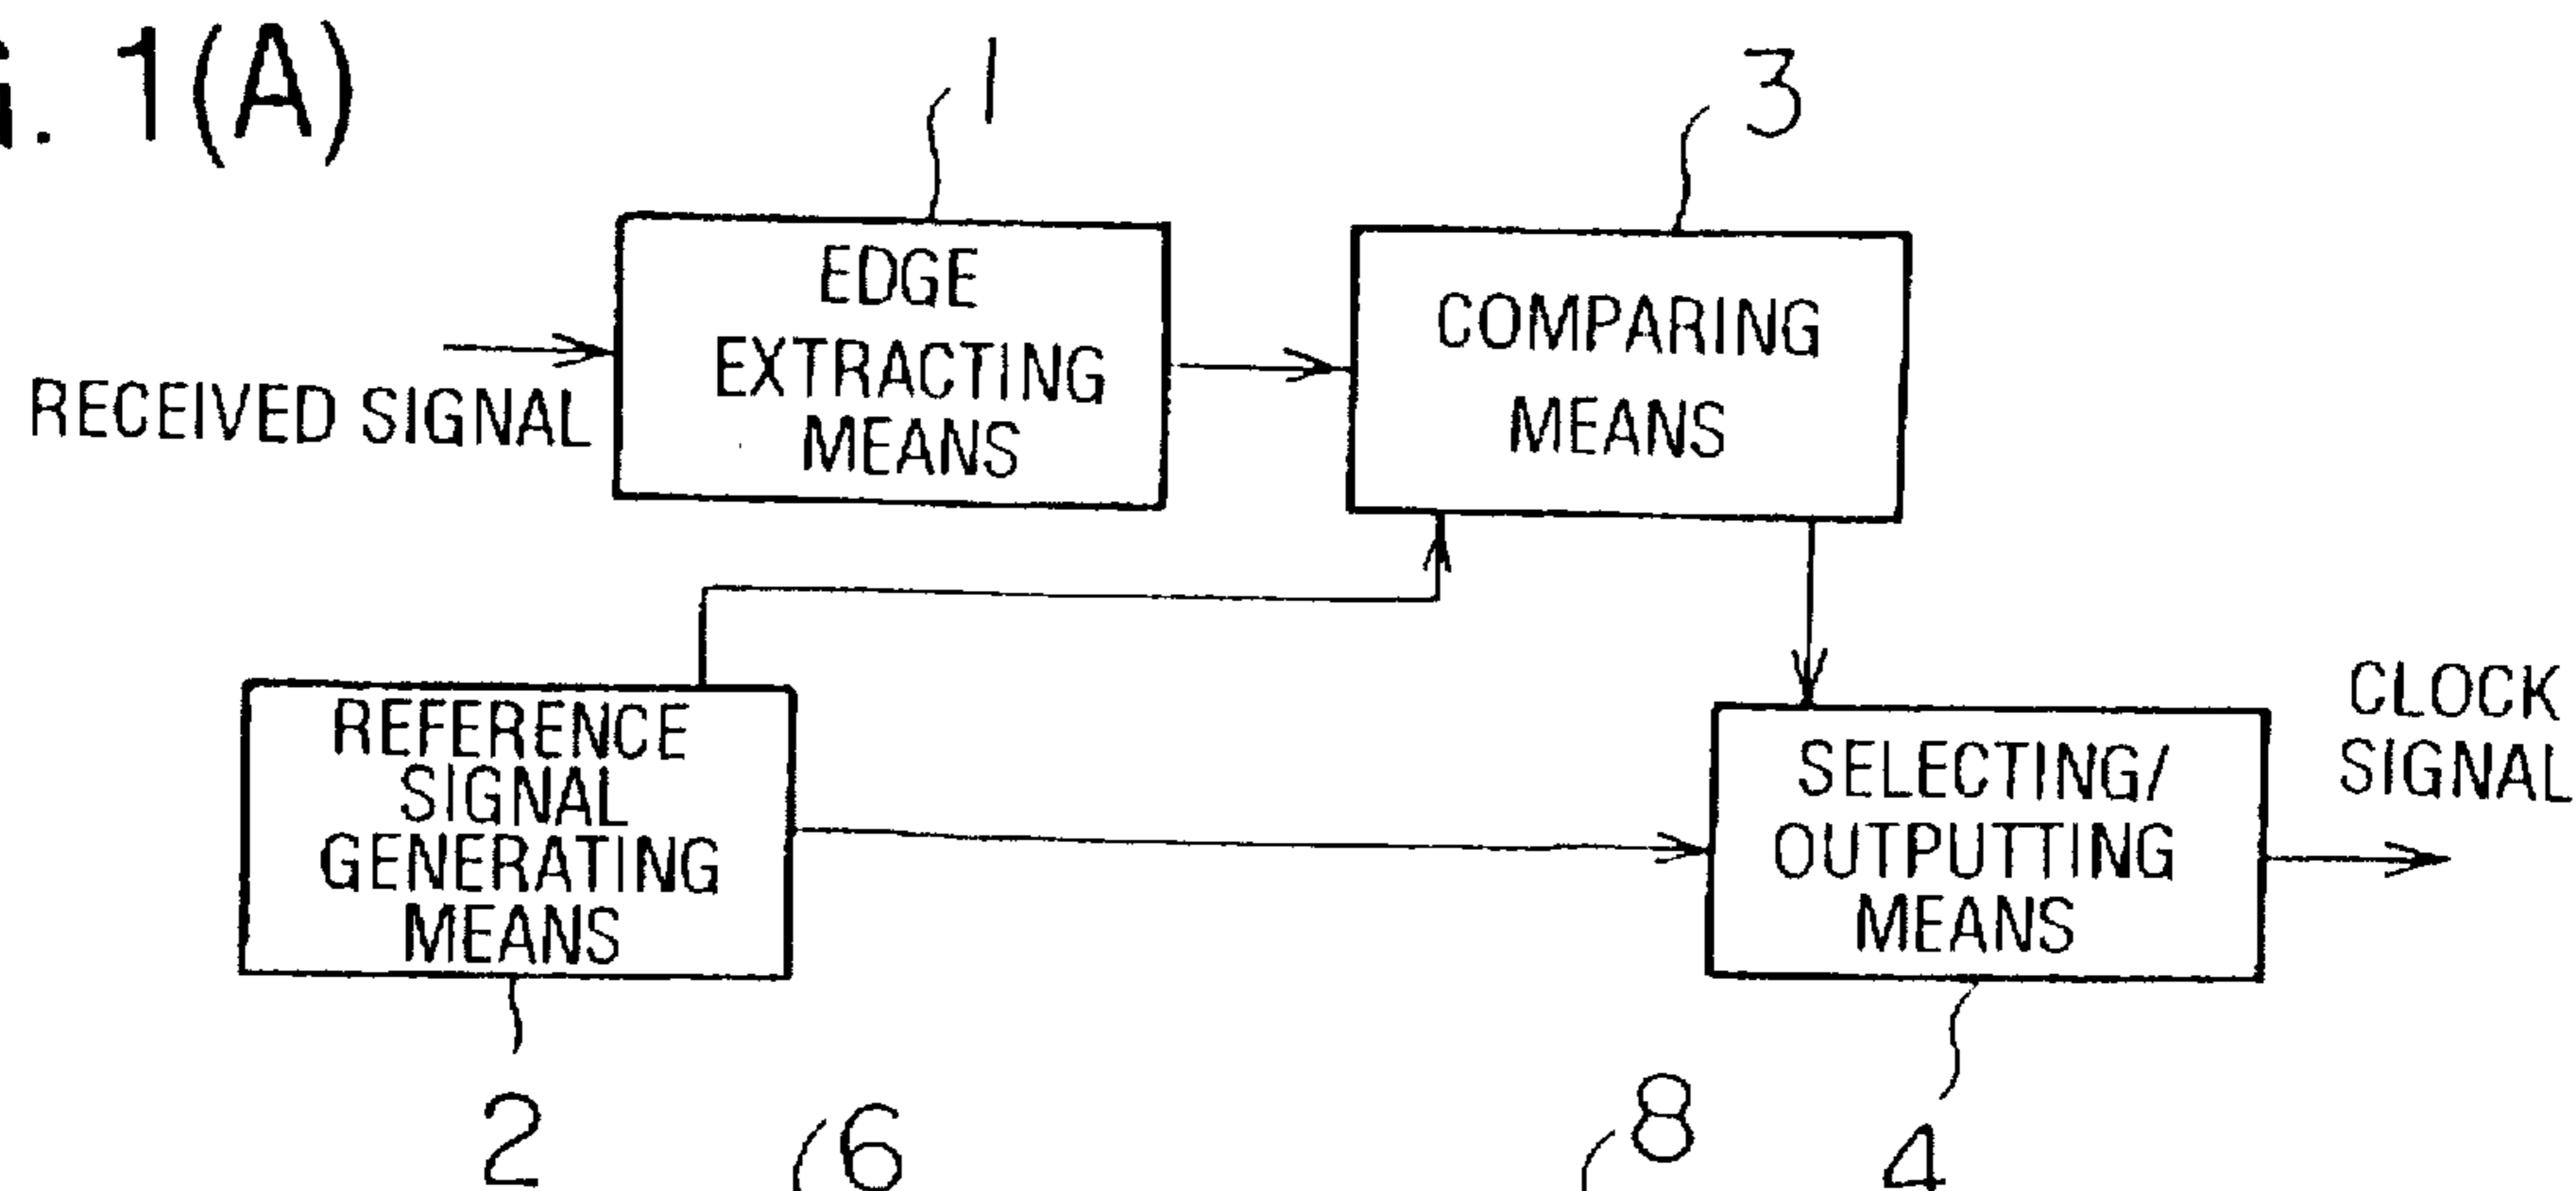 G. 1(A)
1
3
EDGE
EXTRACTING
MEANS
COMPARING
MEANS
RECEIVED SIGNAL
REFERENCE
SIGNAL
GENERATING
MEANS
SELECTING/
OUTPUTTING
MEANS
CLOCK
SIGNAL
2
6
8
4